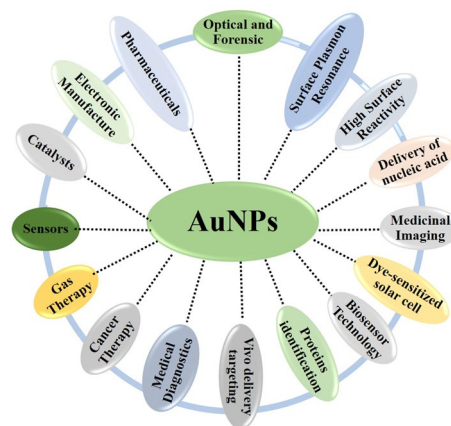 Optical and
Forensic
Surface Plasmon
Resonance
High Surface
Reactivity
Delivery of
nucleic acid
Medicinal
Imaging
Dye-sensitized
solar cell
Biosensor
Technology
Proteins
identification
Vivo delivery
targeting
Medical
Diagnostics
Cancer
Therapy
Gas
Therapy
Sensors
Catalysts
Electronic
Manufacture
Pharmaceuticals
AuNPs